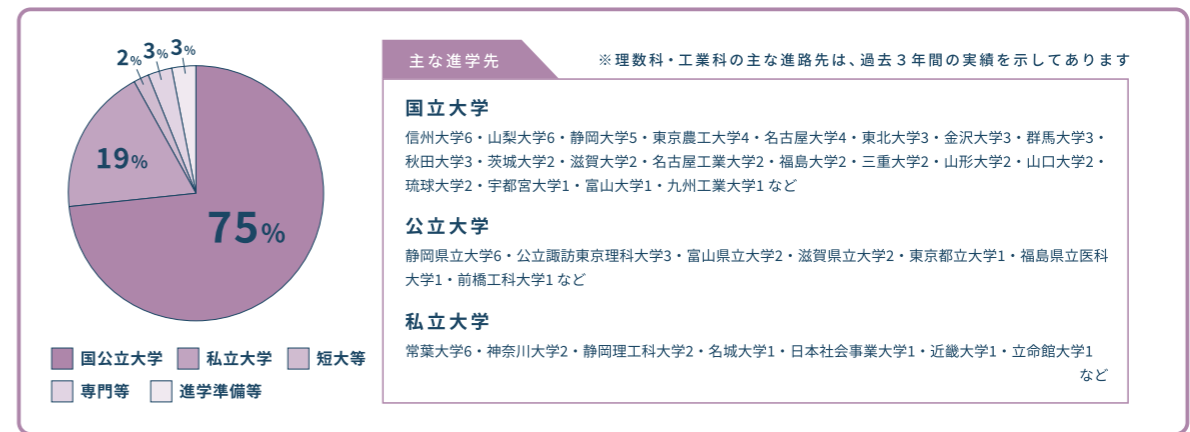 2%
3%
3%
19%
75%
国公立大学
私立大学
短大等
専門等
進学準備等
主な進学先
※理数科・工業科の主な進路先は、過去３年間の実績を示してあります
国立大学
信州大学6・山梨大学6・静岡大学5・東京農工大学4・名古屋大学4・東北大学3・金沢大学3・群馬大学3・
秋田大学3・茨城大学2・滋賀大学2・名古屋工業大学2・福島大学2・三重大学2・山形大学2・山口大学2・
琉球大学2・宇都宮大学1・富山大学1・九州工業大学1 など
公立大学
静岡県立大学6・公立諏訪東京理科大学3・富山県立大学2・滋賀県立大学2・東京都立大学1・福島県立医科
大学1・前橋工科大学1 など
私立大学
常葉大学6・神奈川大学2・静岡理工科大学2・名城大学1・日本社会事業大学1・近畿大学1・立命館大学1
など